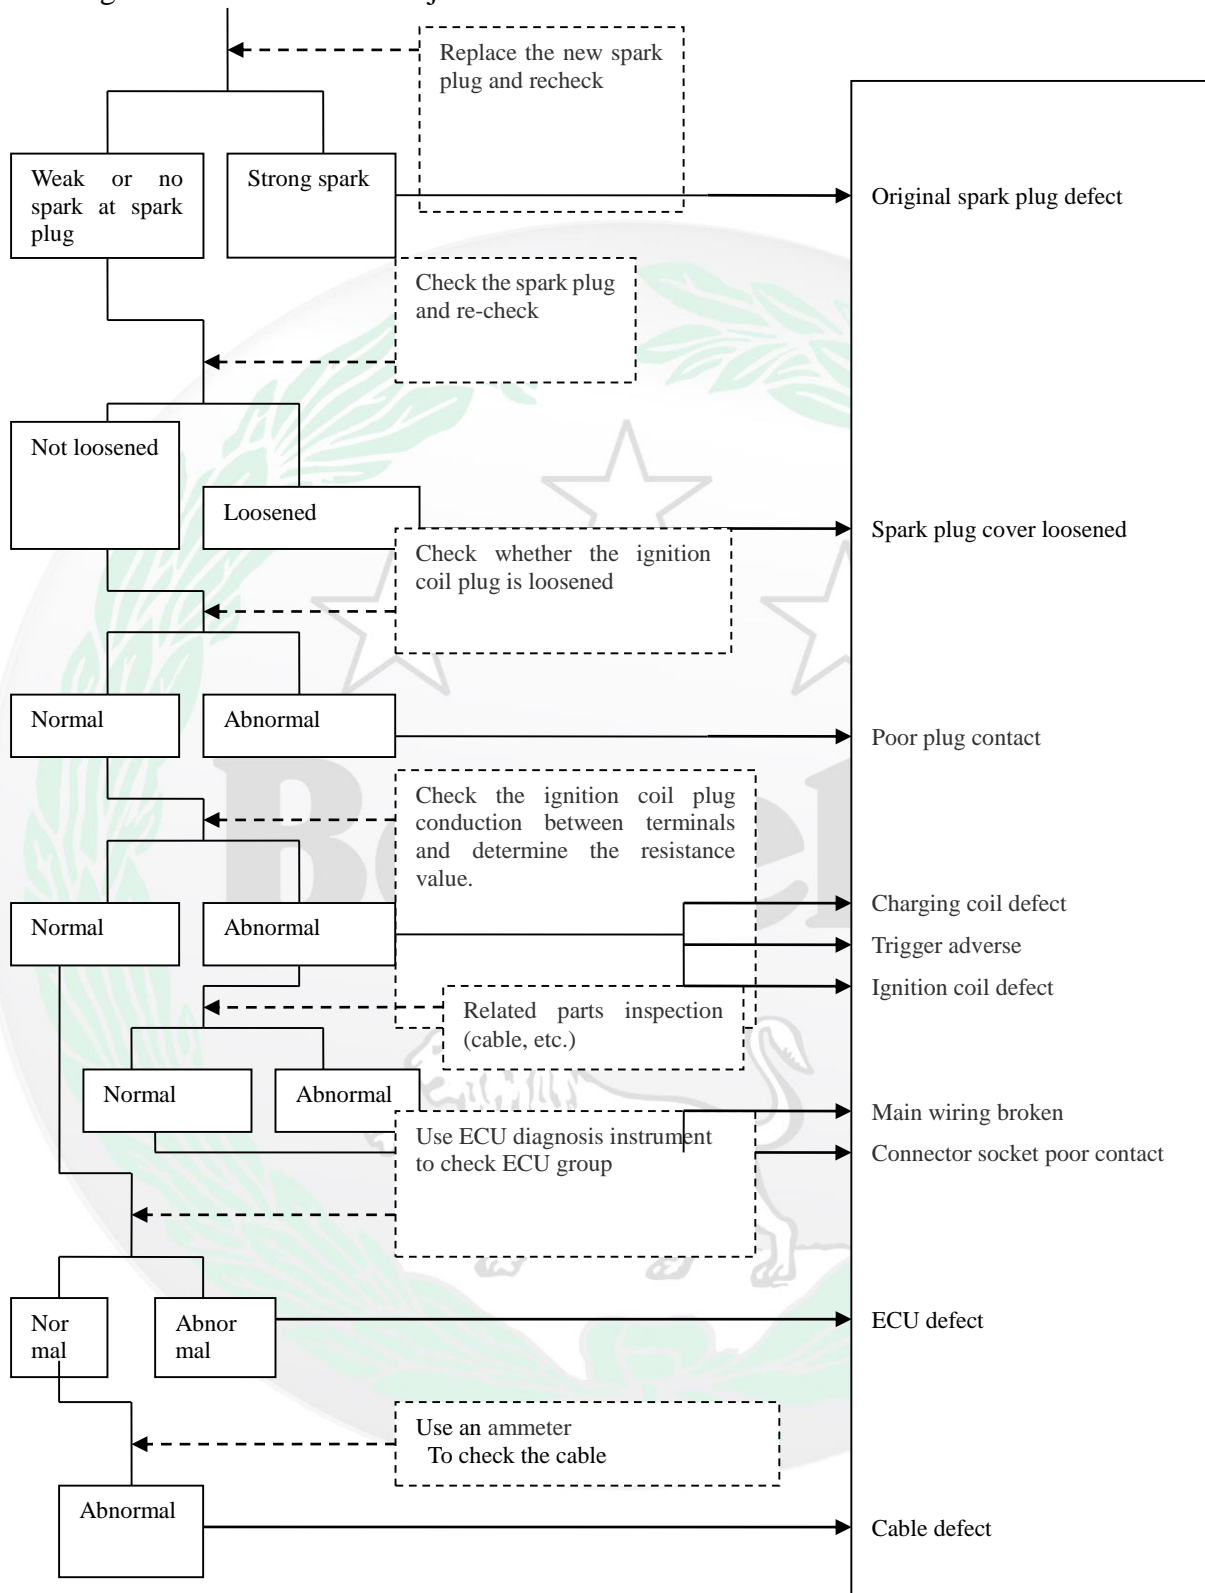 Replace the new spark
plug and recheck
Weak or no
spark at spark
plug
Strong spark
Original spark plug defect
Check the spark plug
and re-check
Not loosened
Loosened
Spark plug cover loosened
Check whether the ignition
coil plug is loosened
Normal
Abnormal
Poor plug contact
Check the ignition coil plug
conduction between terminals
and determine the resistance
value.
Normal
Abnormal
Charging coil defect
Trigger adverse
Ignition coil defect
Related parts inspection
(cable, etc.)
Normal
Abnormal
Main wiring broken
Use ECU diagnosis instrument
to check ECU group
Connector socket poor contact
Nor
mal
Abnor
mal
ECU defect
Use an ammeter
To check the cable
Abnormal
Cable defect